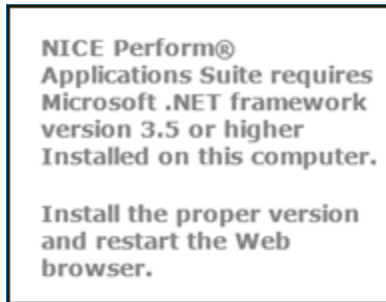 NICE Perform®
Applications Suite requires
Microsoft .NET framework
version 3.5 or higher
Installed on this computer.
Install the proper version
and restart the Web
browser.